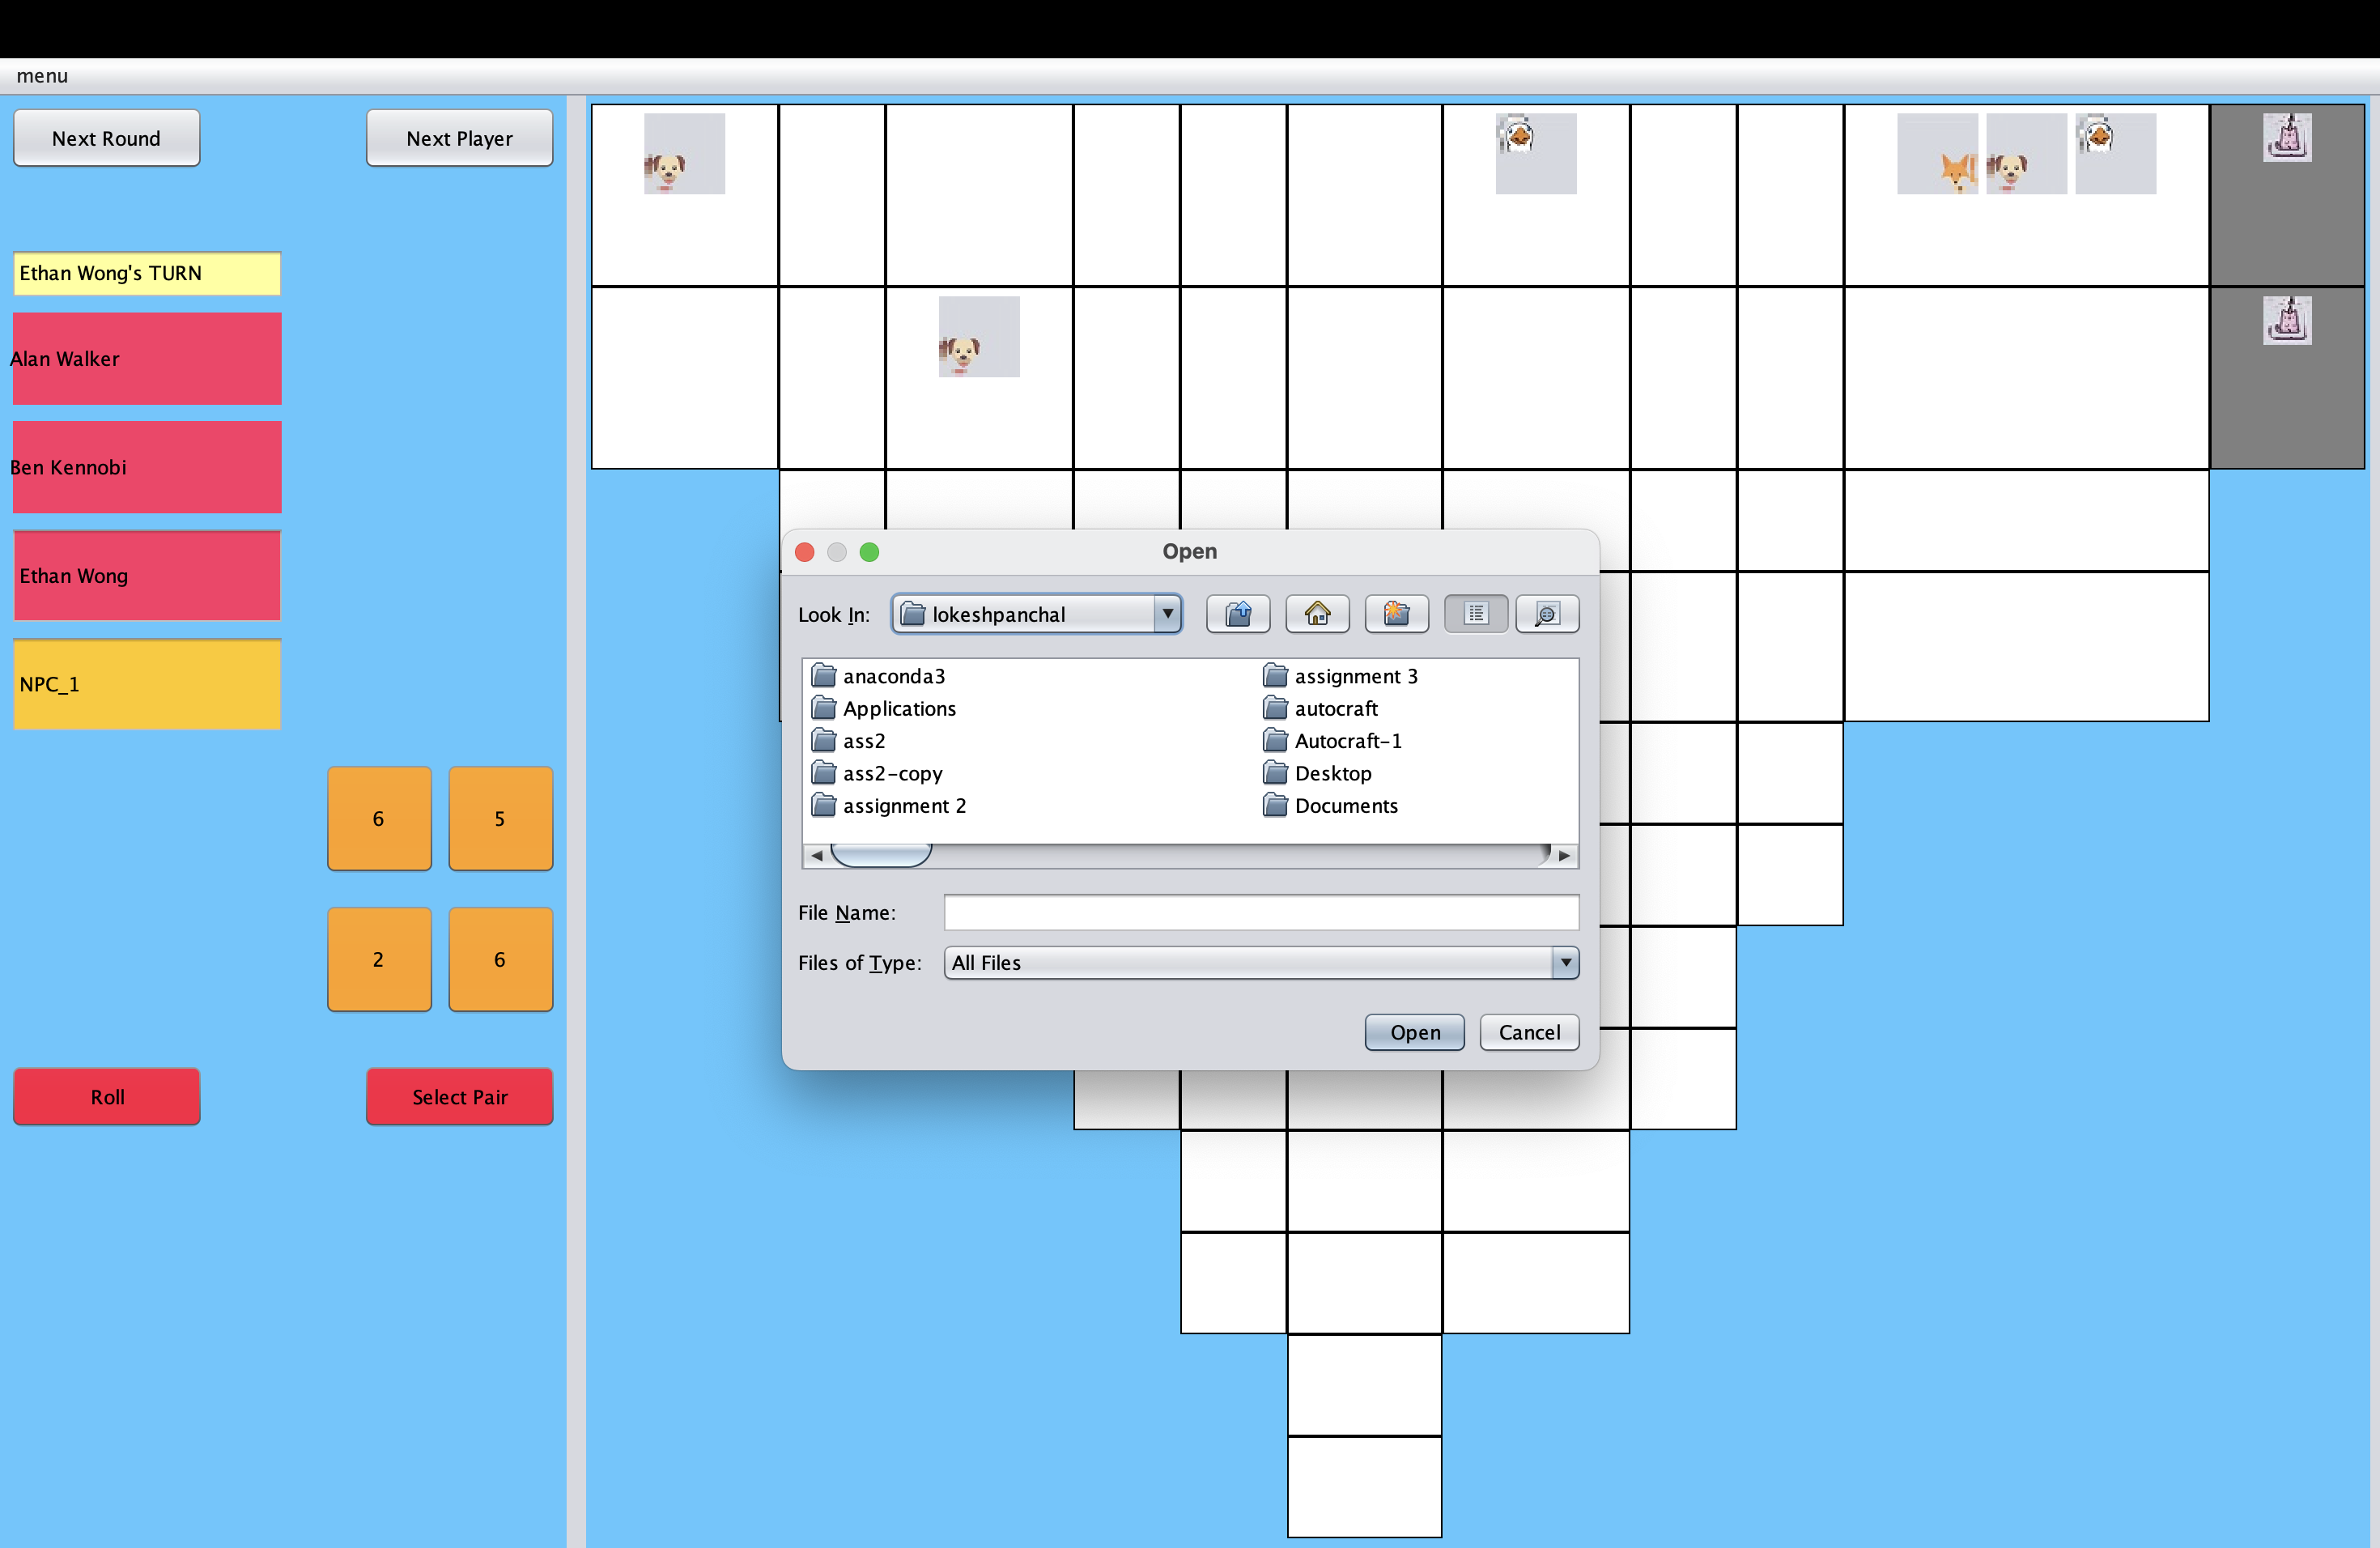 menu
Next Round
Next Player
Ethan Wong's TURN
Alan Walker
Ben Kennobi
Ethan Wong
NPC_1
6
5
2
6
Roll
Select Pair
Open
Look In:
lokeshpanchal
anaconda3
Applications
ass2
ass2-copy
assignment 2
assignment 3
autocraft
Autocraft-1
Desktop
Documents
File Name:
Files of Type:
All Files
Open
Cancel